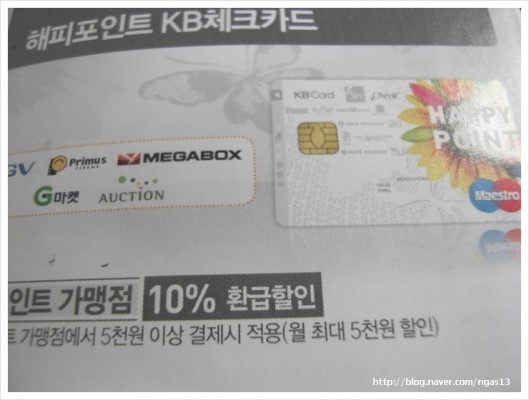 해피포인트 KB체크카드
KB Card Check
HAPPY
POINT
Maestro
GV Primus MEGABOX
CINEMA
G마켓 AUCTION
인트 가맹점 10% 환급할인
트 가맹점에서 5천원 이상 결제시 적용(월 최대 5천원 할인)
http://blog.naver.com/ngas13